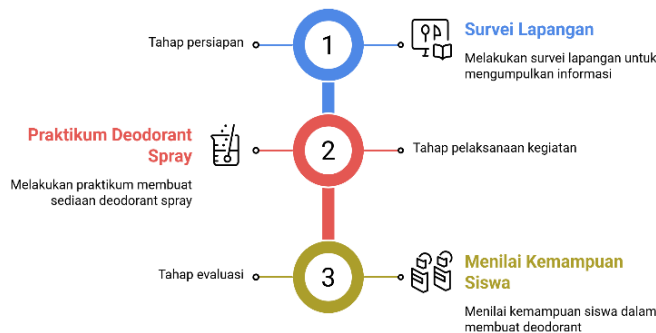 Tahap persiapan
1
Survei Lapangan
Melakukan survei lapangan untuk
mengumpulkan informasi
Praktikum Deodorant
Spray
Melakukan praktikum membuat
sediaan deodorant spray
2
Tahap pelaksanaan kegiatan
Tahap evaluasi
3
Menilai Kemampuan
Siswa
Menilai kemampuan siswa dalam
membuat deodorant